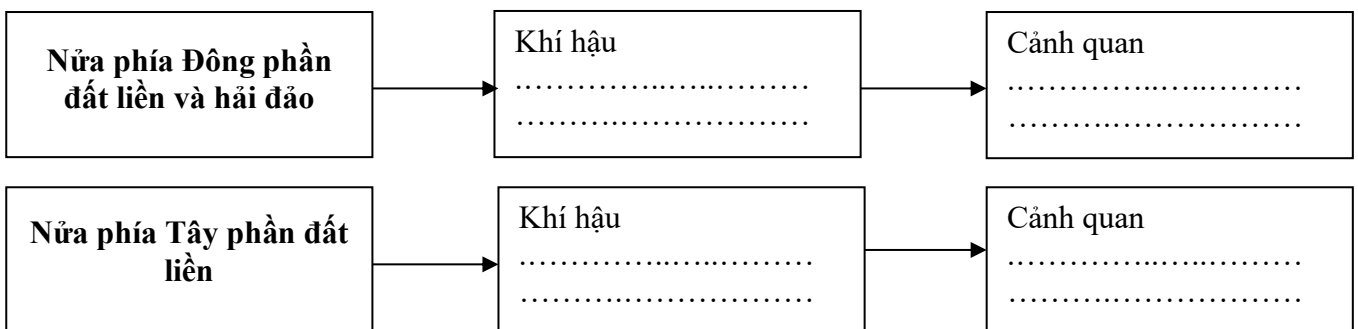 Nửa phía Đông phần
đất liền và hải đảo
Khí hậu
…………..…..………
……….………………
Cảnh quan
…………..…..………
……….………………
Nửa phía Tây phần đất
liền
Khí hậu
…………..…..………
……….………………
Cảnh quan
…………..…..………
……….………………